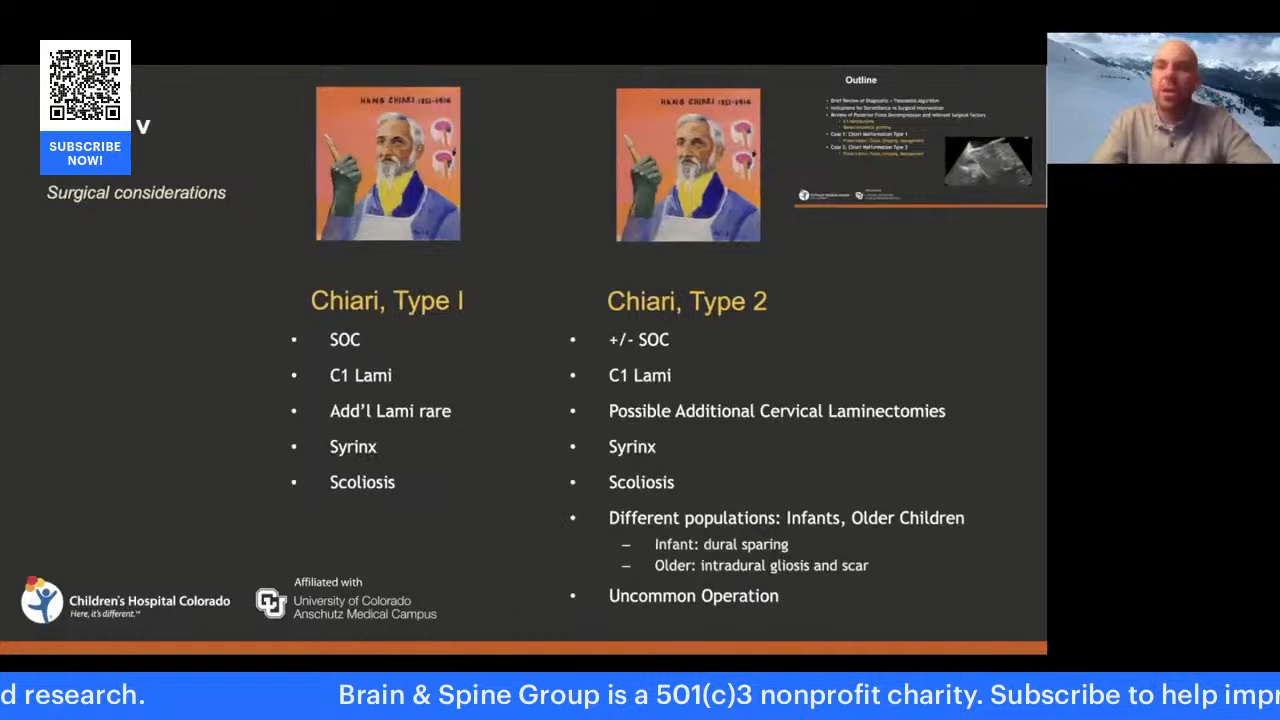 SUBSCRIBE
NOW!
v
Surgical considerations
HANS CHIARI 1851-1916
HANS CHIARI 1851-1916
Outline
Chiari, Type I
• SOC
• C1 Lami
• Add'l Lami rare
• Syrinx
• Scoliosis
Chiari, Type 2
• +/- SOC
• C1 Lami
• Possible Additional Cervical Laminectomies
• Syrinx
• Scoliosis
• Different populations: Infants, Older Children
– Infant: dural sparing
– Older: intradural gliosis and scar
• Uncommon Operation
Children's Hospital Colorado
Here, it's different.™
Affiliated with
CU
University of Colorado
Anschutz Medical Campus
d research. Brain & Spine Group is a 501(c)3 nonprofit charity. Subscribe to help impr